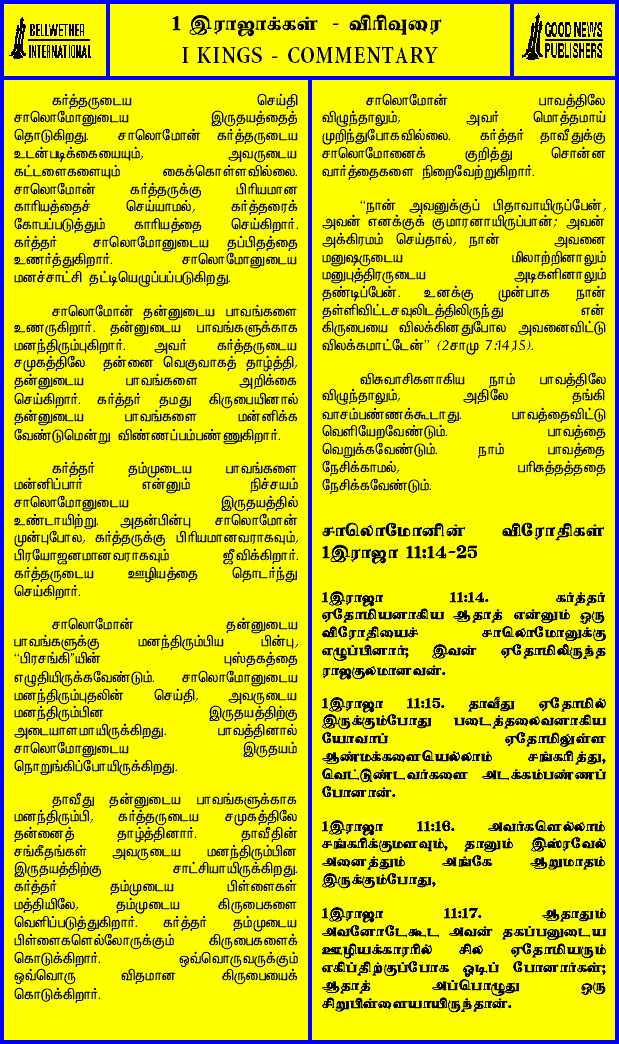 BELLWETHER
INTERNATIONAL
1 இராஜாக்கள் - விரிவுரை
I KINGS - COMMENTARY
GOOD NEWS
PUBLISHERS
கர்த்தருடைய செய்தி
சாலொமோனுடைய இருதயத்தைத்
தொடுகிறது. சாலொமோன் கர்த்தருடைய
உடன்படிக்கையையும், அவருடைய
கட்டளைகளையும் கைக்கொள்ளவில்லை.
சாலொமோன் கர்த்தருக்கு பிரியமான
காரியத்தைச் செய்யாமல், கர்த்தரைக்
கோபப்படுத்தும் காரியத்தை செய்கிறார்.
கர்த்தர் சாலொமோனுடைய தப்பிதத்தை
உணர்த்துகிறார். சாலொமோனுடைய
மனச்சாட்சி தட்டியெழுப்பப்படுகிறது.
சாலொமோன் தன்னுடைய பாவங்களை
உணருகிறார். தன்னுடைய பாவங்களுக்காக
மனந்திரும்புகிறார். அவர் கர்த்தருடைய
சமுகத்திலே தன்னை வெகுவாகத் தாழ்த்தி,
தன்னுடைய பாவங்களை அறிக்கை
செய்கிறார். கர்த்தர் தமது கிருபையினால்
தன்னுடைய பாவங்களை மன்னிக்க
வேண்டுமென்று விண்ணப்பம்பண்ணுகிறார்.
கர்த்தர் தம்முடைய பாவங்களை
மன்னிப்பார் என்னும் நிச்சயம்
சாலொமோனுடைய இருதயத்தில்
உண்டாயிற்று. அதன்பின்பு சாலொமோன்
முன்புபோல, கர்த்தருக்கு பிரியமானவராகவும்,
பிரயோஜனமானவராகவும் ஜீவிக்கிறார்.
கர்த்தருடைய ஊழியத்தை தொடர்ந்து
செய்கிறார்.
சாலொமோன் தன்னுடைய
பாவங்களுக்கு மனந்திரும்பிய பின்பு,
“பிரசங்கி”யின் புஸ்தகத்தை
எழுதியிருக்கவேண்டும். சாலொமோனுடைய
மனந்திரும்புதலின் செய்தி, அவருடைய
மனந்திரும்பின இருதயத்திற்கு
அடையாளமாயிருக்கிறது. பாவத்தினால்
சாலொமோனுடைய இருதயம்
நொறுங்கிப்போயிருக்கிறது.
தாவீது தன்னுடைய பாவங்களுக்காக
மனந்திரும்பி, கர்த்தருடைய சமுகத்திலே
தன்னைத் தாழ்த்தினார். தாவீதின்
சங்கீதங்கள் அவருடைய மனந்திரும்பின
இருதயத்திற்கு சாட்சியாயிருக்கிறது.
கர்த்தர் தம்முடைய பிள்ளைகள்
மத்தியிலே, தம்முடைய கிருபைகளை
வெளிப்படுத்துகிறார். கர்த்தர் தம்முடைய
பிள்ளைகளெல்லோருக்கும் கிருபைகளைக்
கொடுக்கிறார். ஒவ்வொருவருக்கும்
ஒவ்வொரு விதமான கிருபையைக்
கொடுக்கிறார்.
சாலொமோன் பாவத்திலே
விழுந்தாலும், அவர் மொத்தமாய்
முறிந்துபோகவில்லை. கர்த்தர் தாவீதுக்கு
சாலொமோனைக் குறித்து சொன்ன
வார்த்தைகளை நிறைவேற்றுகிறார்.
“நான் அவனுக்குப் பிதாவாயிருப்பேன்,
அவன் எனக்குக் குமாரனாயிருப்பான்; அவன்
அக்கிரமம் செய்தால், நான் அவனை
மனுஷருடைய மிலாற்றினாலும்
மனுபுத்திரருடைய அடிகளினாலும்
தண்டிப்பேன். உனக்கு முன்பாக நான்
தள்ளிவிட்டசவுலிடத்திலிருந்து என்
கிருபையை விலக்கினதுபோல அவனைவிட்டு
விலக்கமாட்டேன்” (2சாமு 7:14,15).
விசுவாசிகளாகிய நாம் பாவத்திலே
விழுந்தாலும், அதிலே தங்கி
வாசம்பண்ணக்கூடாது. பாவத்தைவிட்டு
வெளியேறவேண்டும். பாவத்தை
வெறுக்கவேண்டும். நாம் பாவத்தை
நேசிக்காமல், பரிசுத்தத்ததை
நேசிக்கவேண்டும்.
சாலொமோனின் விரோதிகள்
1இராஜா 11:14-25
1இராஜா 11:14. கர்த்தர்
ஏதோமியனாகிய ஆதாத் என்னும் ஒரு
விரோதியைச் சாலொமோனுக்கு
எழுப்பினார்; இவன் ஏதோமிலிருந்த
ராஜகுலமானவன்.
1இராஜா 11:15. தாவீது ஏதோமில்
இருக்கும்போது படைத்தலைவனாகிய
யோவாப் ஏதோமிலுள்ள
ஆண்மக்களையெல்லாம் சங்கரித்து,
வெட்டுண்டவர்களை அடக்கம்பண்ணப்
போனான்.
1இராஜா 11:16. அவர்களெல்லாம்
சங்கரிக்குமளவும், தானும் இஸ்ரவேல்
அனைத்தும் அங்கே ஆறுமாதம்
இருக்கும்போது,
1இராஜா 11:17. ஆதாதும்
அவனோடேகூட அவன் தகப்பனுடைய
ஊழியக்காரரில் சில ஏதோமியரும்
எகிப்திற்குப்போக ஓடிப் போனார்கள்;
ஆதாத் அப்பொழுது ஒரு
சிறுபிள்ளையாயிருந்தான்.